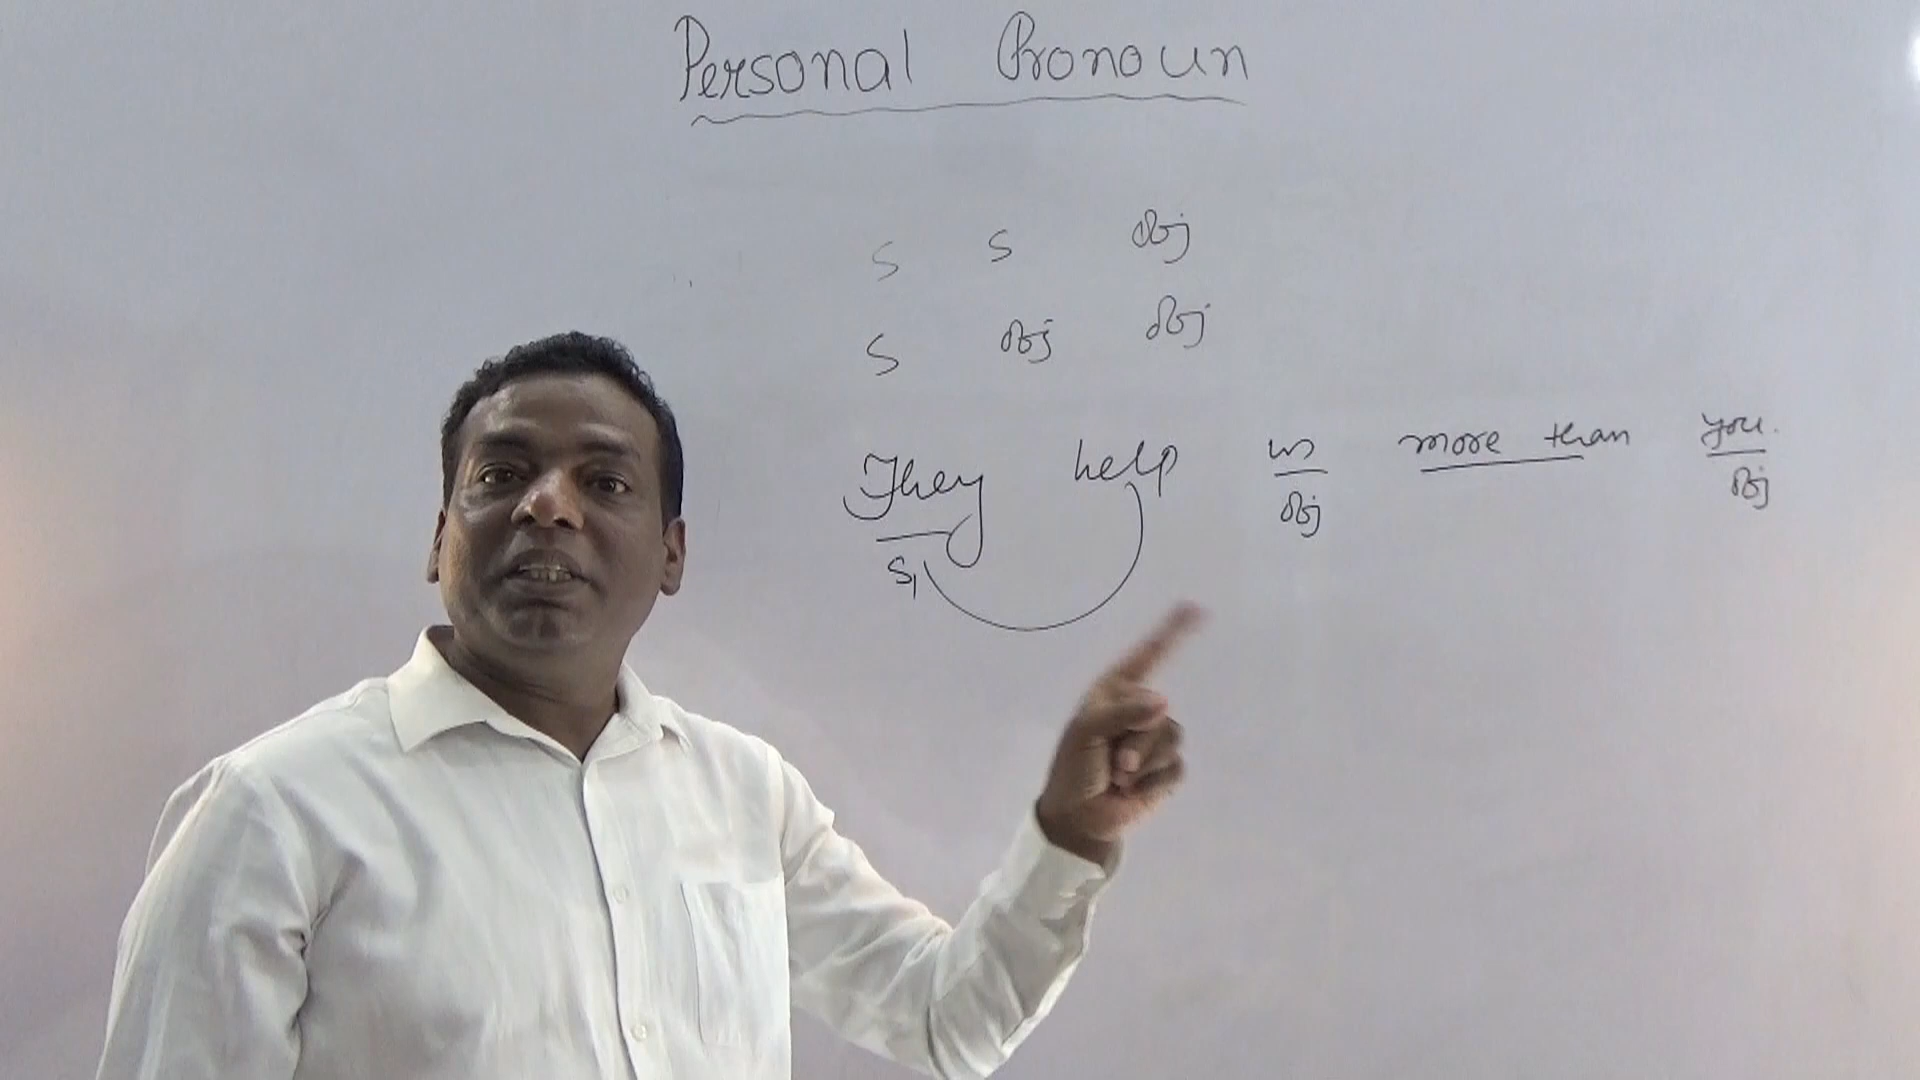 Personal Pronoun
S S Obj
S Obj Obj
They help us more than you.
S1 Obj Obj